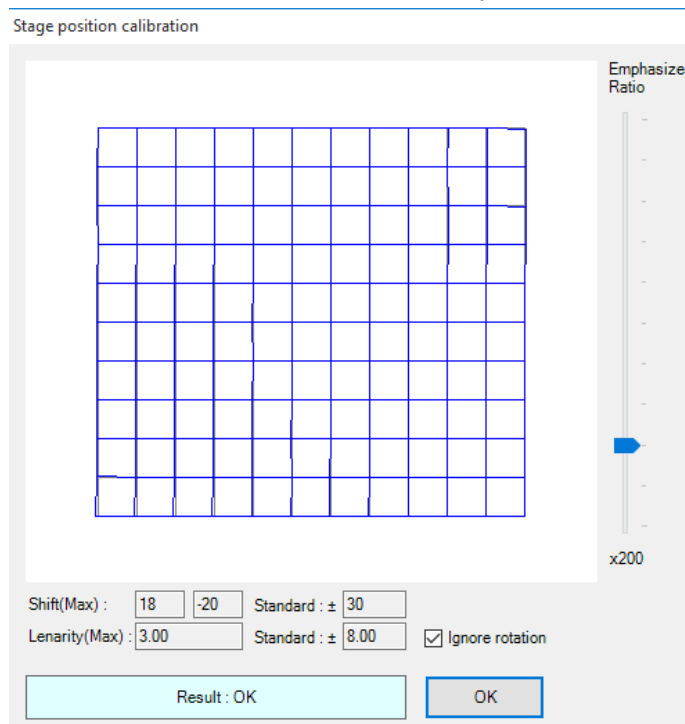 Stage position calibration
Emphasize
Ratio
x200
Shift(Max) : 18 -20 Standard : ± 30
Lenarity(Max) : 3.00 Standard : ± 8.00 Ignore rotation
Result : OK OK